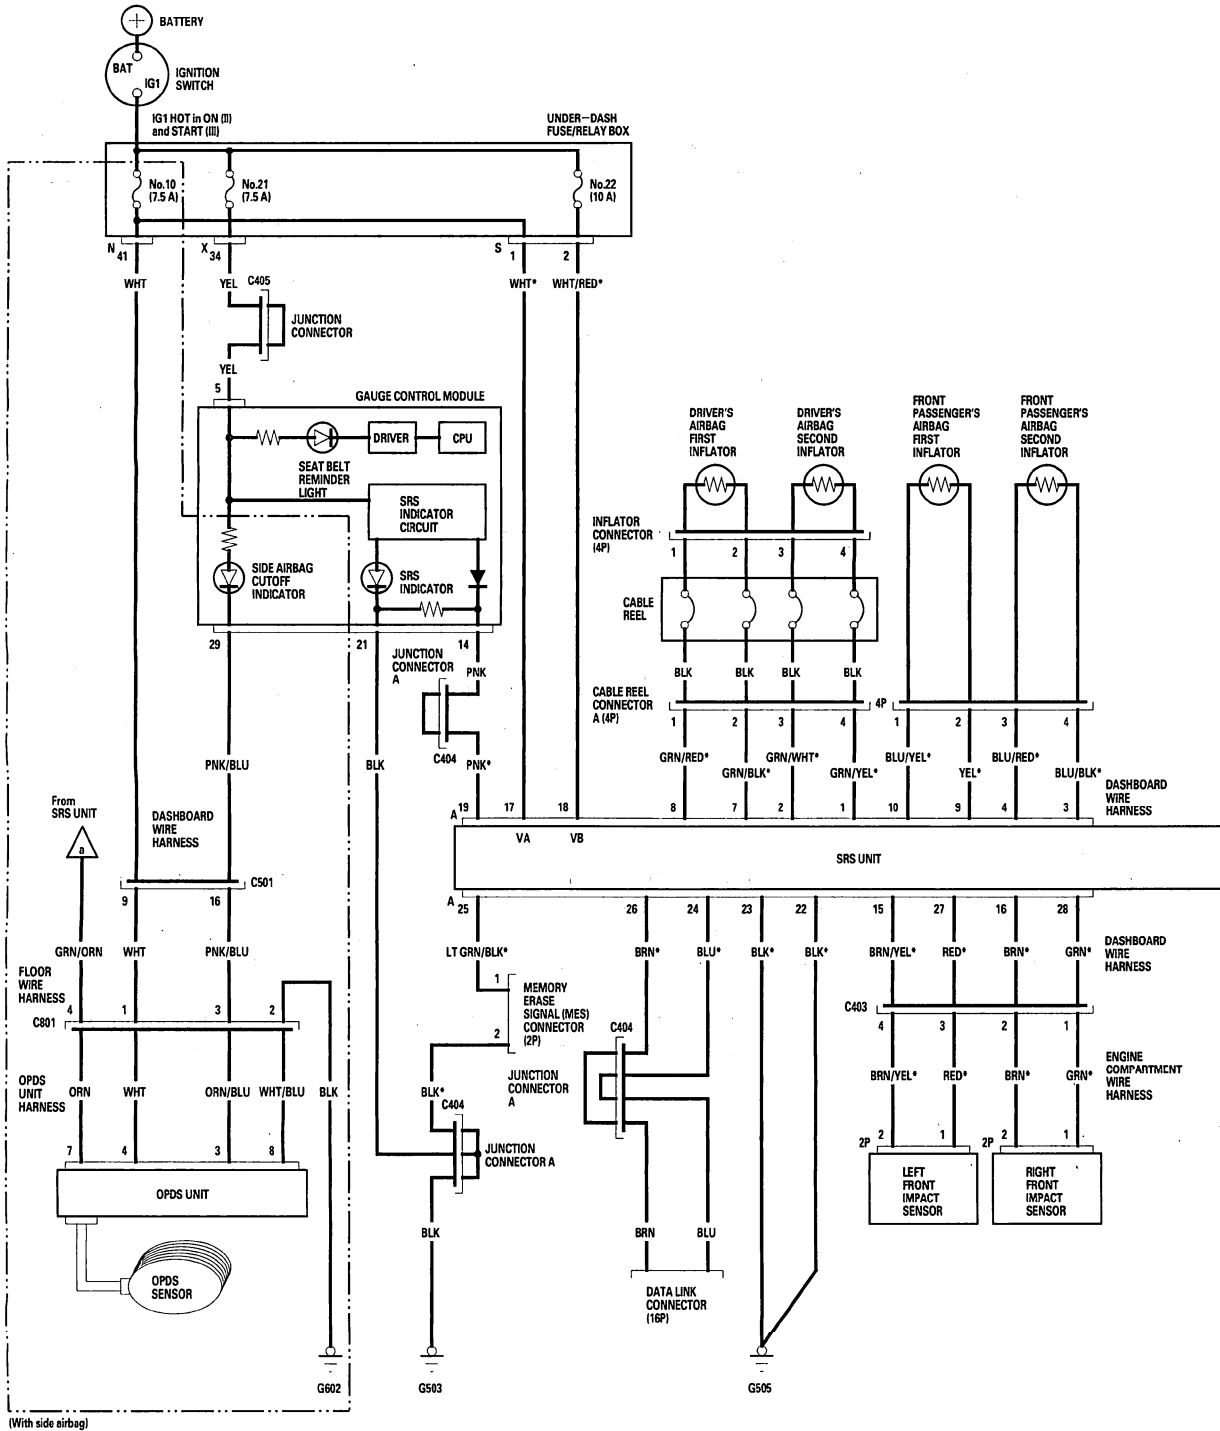 BATTERY
BAT
IG1
IGNITION
SWITCH
IG1 HOT in ON (II)
and START (III)
UNDER-DASH
FUSE/RELAY BOX
No.10
(7.5 A)
No.21
(7.5 A)
No.22
(10 A)
N 41
X 34
S 1 2
WHT YEL C405 WHT* WHT/RED*
JUNCTION
CONNECTOR
YEL
5
GAUGE CONTROL MODULE
DRIVER
CPU
SEAT BELT
REMINDER
LIGHT
SRS
INDICATOR
CIRCUIT
SIDE AIRBAG
CUTOFF
INDICATOR
SRS
INDICATOR
29 21 14
DRIVER'S
AIRBAG
FIRST
INFLATOR
DRIVER'S
AIRBAG
SECOND
INFLATOR
FRONT
PASSENGER'S
AIRBAG
FIRST
INFLATOR
FRONT
PASSENGER'S
AIRBAG
SECOND
INFLATOR
INFLATOR
CONNECTOR
(4P)
1 2 3 4
CABLE
REEL
BLK BLK BLK BLK
CABLE REEL
CONNECTOR
A (4P)
1 2 3 4
4P
1 2 3 4
JUNCTION
CONNECTOR
A
PNK
C404
PNK*
PNK/BLU BLK
GRN/RED* GRN/BLK* GRN/WHT* GRN/YEL*
BLU/YEL* YEL* BLU/RED* BLU/BLK*
DASHBOARD
WIRE
HARNESS
A 19 17 18 8 7 2 1 10 9 4 3
VA VB
SRS UNIT
From
SRS UNIT
a
DASHBOARD
WIRE
HARNESS
C501
9 16
A 25 26 24 23 22 15 27 16 28
GRN/ORN WHT PNK/BLU
LT GRN/BLK* BRN* BLU* BLK* BLK* BRN/YEL* RED* BRN* GRN*
DASHBOARD
WIRE
HARNESS
FLOOR
WIRE
HARNESS
4 1 3 2
C801
1
2
MEMORY
ERASE
SIGNAL (MES)
CONNECTOR
(2P)
C403
4 3 2 1
C404
JUNCTION
CONNECTOR
A
ENGINE
COMPARTMENT
WIRE
HARNESS
OPDS
UNIT
HARNESS
ORN WHT ORN/BLU WHT/BLU BLK
BLK*
C404
BRN/YEL* RED* BRN* GRN*
JUNCTION
CONNECTOR A
7 4 3 8
2P 2 1
2P 2 1
OPDS UNIT
LEFT
FRONT
IMPACT
SENSOR
RIGHT
FRONT
IMPACT
SENSOR
BLK BRN BLU
OPDS
SENSOR
DATA LINK
CONNECTOR
(16P)
G602 G503 G505
(With side airbag)